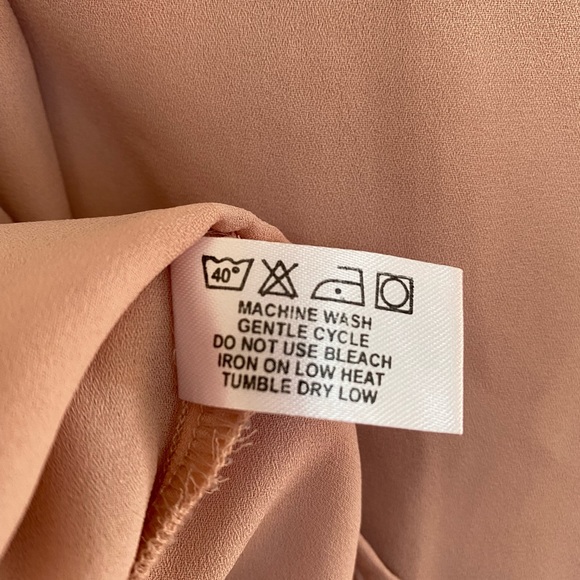 40°
MACHINE WASH
GENTLE CYCLE
DO NOT USE BLEACH
IRON ON LOW HEAT
TUMBLE DRY LOW